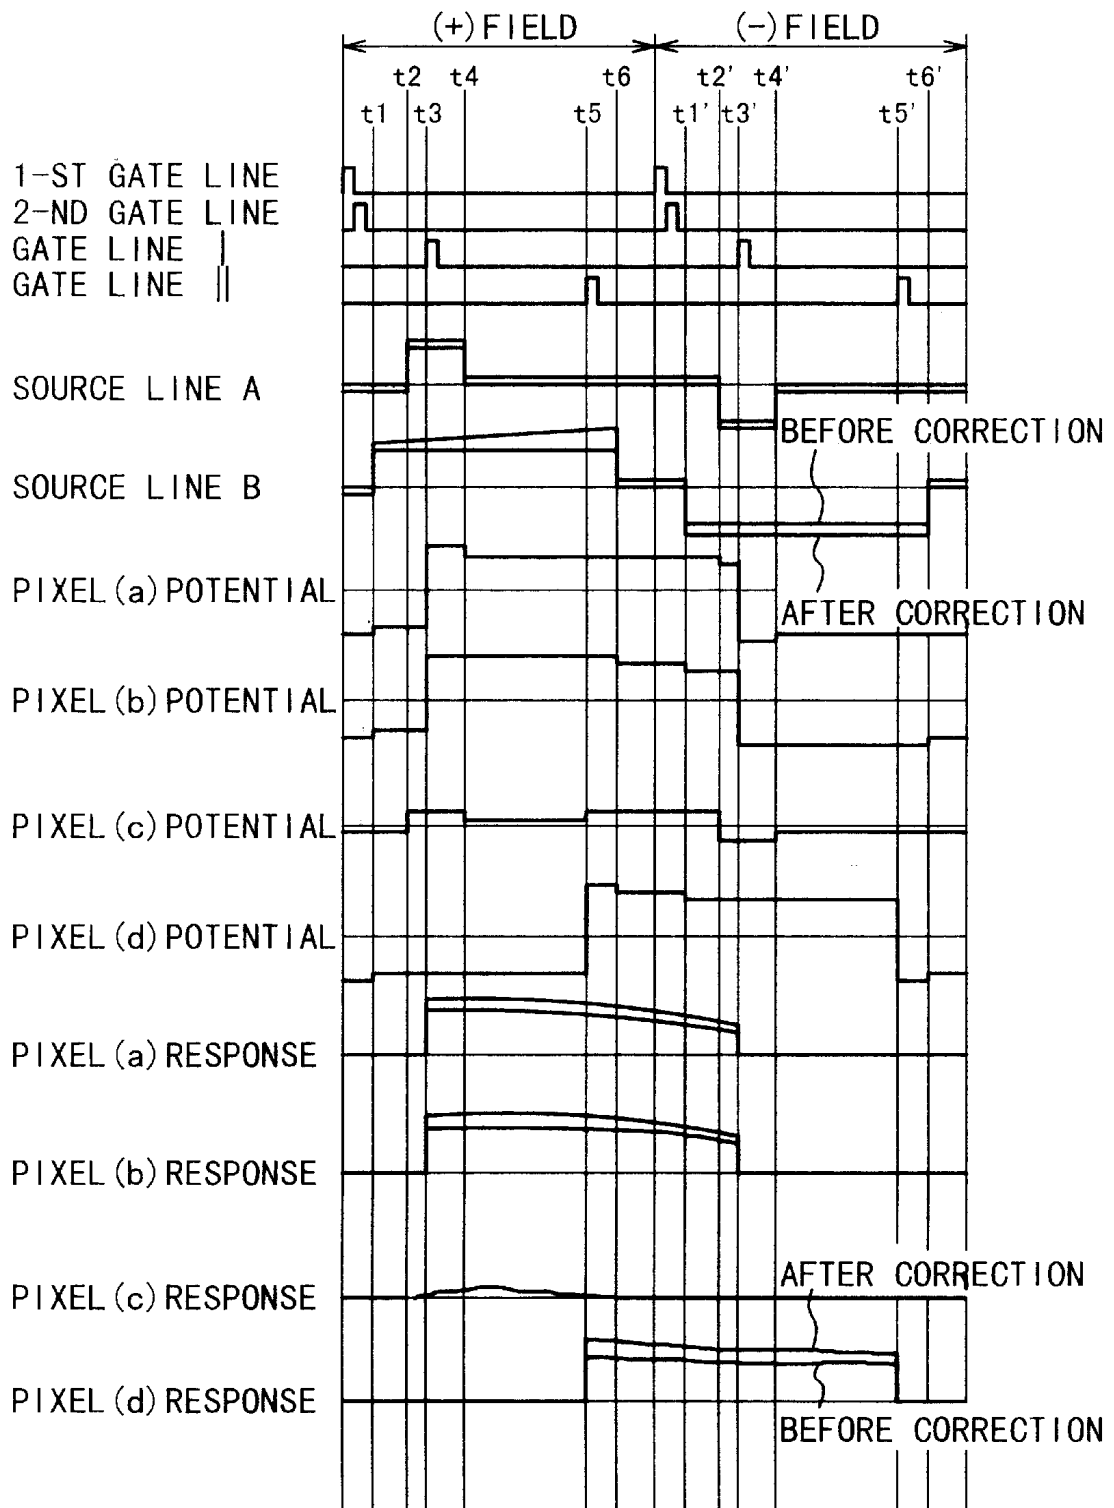 (+)FIELD (-)FIELD
t2 t4 t6 t2' t4' t6'
t1 t3 t5 t1' t3' t5'
1-ST GATE LINE
2-ND GATE LINE
GATE LINE |
GATE LINE ||
SOURCE LINE A
BEFORE CORRECTION
SOURCE LINE B
PIXEL(a)POTENTIAL
AFTER CORRECTION
PIXEL(b)POTENTIAL
PIXEL(c)POTENTIAL
PIXEL(d)POTENTIAL
PIXEL(a)RESPONSE
PIXEL(b)RESPONSE
AFTER CORRECTION
PIXEL(c)RESPONSE
PIXEL(d)RESPONSE
BEFORE CORRECTION